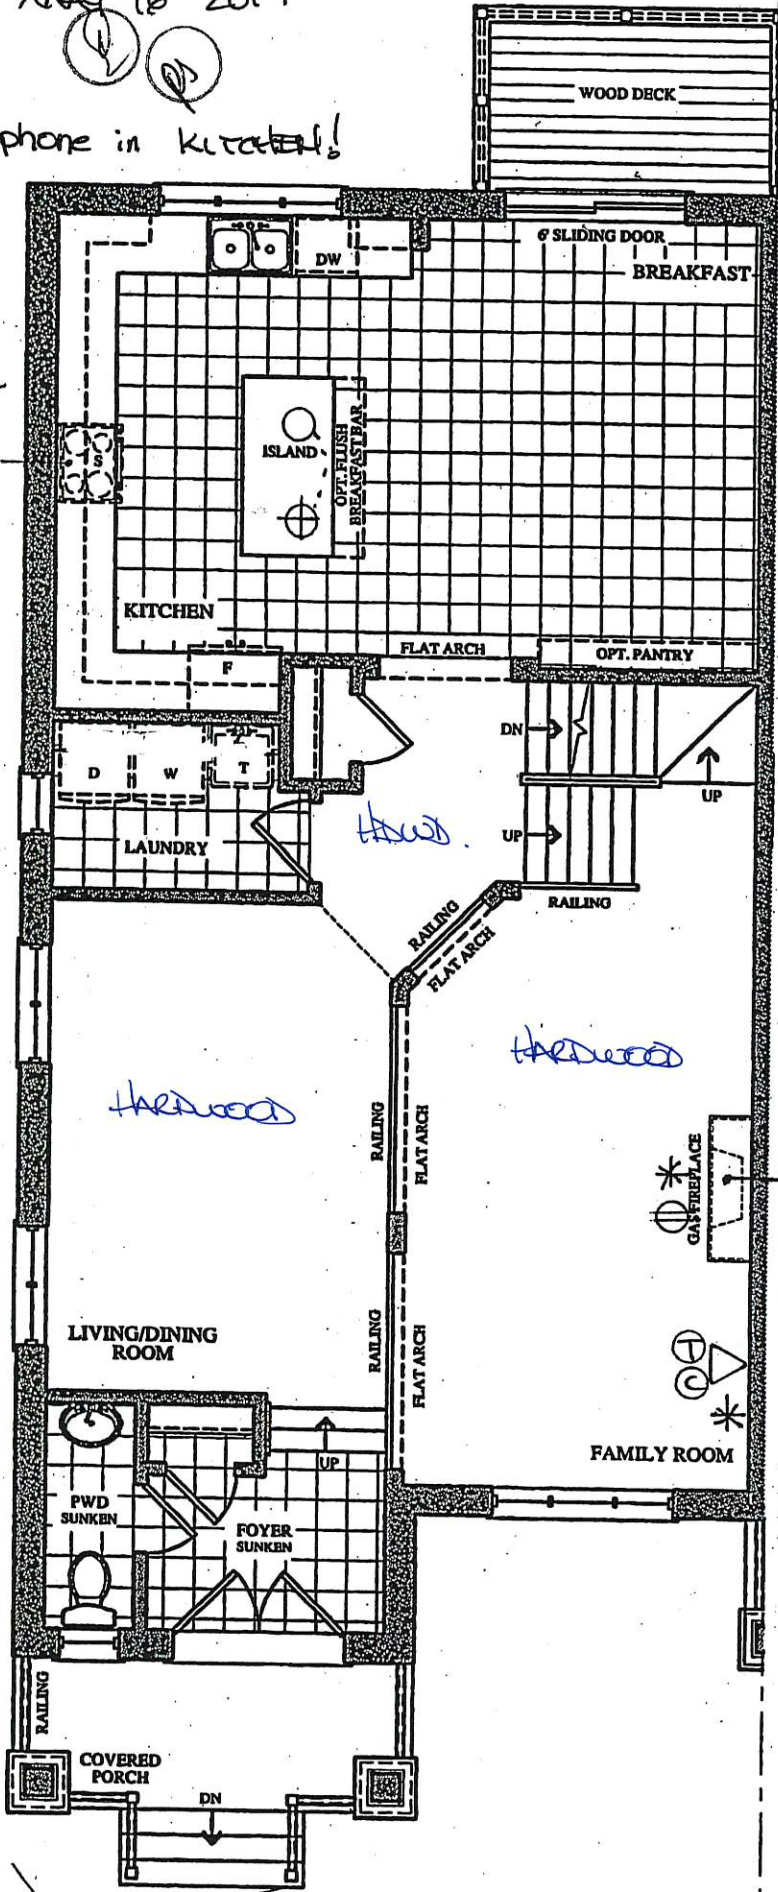 2014
phone in KITCHEN!
WOOD DECK
6' SLIDING DOOR
BREAKFAST
DW
S
ISLAND
OPT. FLUSH
BREAKFAST BAR
KITCHEN
F
FLAT ARCH
OPT. PANTRY
DN
UP
UP
D
W
T
LAUNDRY
HDWD.
RAILING
RAILING
FLAT ARCH
HARDWOOD
HARDWOOD
RAILING
FLAT ARCH
GAS FIREPLACE
LIVING/DINING
ROOM
RAILING
FLAT ARCH
T
C
FAMILY ROOM
UP
PWD
SUNKEN
FOYER
SUNKEN
RAILING
COVERED
PORCH
DN